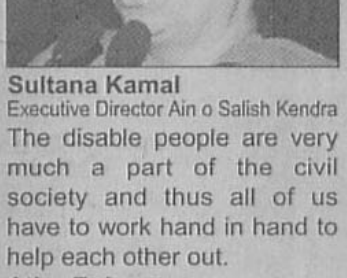 Sultana Kamal
Executive Director Ain o Salish Kendra
The disable people are very
much a part of the civil
society and thus all of us
have to work hand in hand to
help each other out.